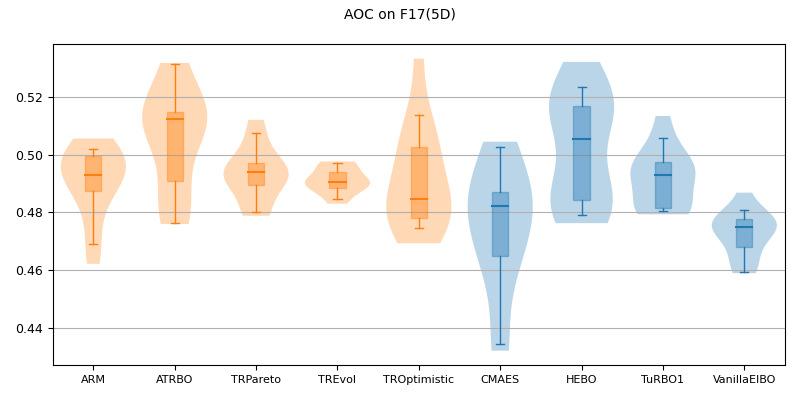 AOC on F17(5D)
0.52
0.50
0.48
0.46
0.44
ARM ATRBO TRPareto TREvol TROptimistic CMAES HEBO TuRBO1 VanillaEIBO